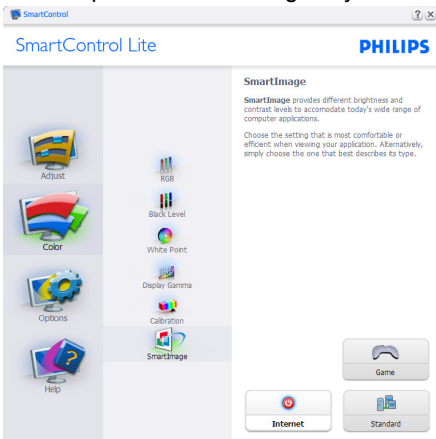 SmartControl
SmartControl Lite
PHILIPS
Adjust
Color
Options
Help
RGB
Black Level
White Point
Display Gamma
Calibration
SmartImage
SmartImage
SmartImage provides different brightness and
contrast levels to accomodate today's wide range of
computer applications.
Choose the setting that is most comfortable or
efficient when viewing your application. Alternatively,
simply choose the one that best describes its type.
Game
Internet
Standard